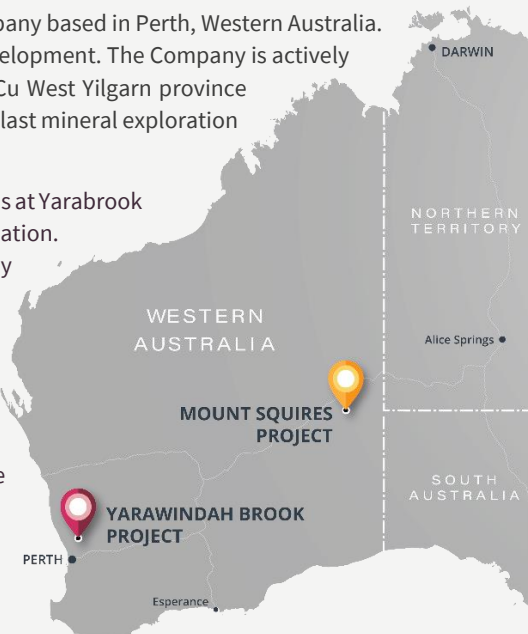 pany based in Perth, Western Australia.
elopment. The Company is actively
Cu West Yilgarn province
last mineral exploration
s at Yarabrook
ation.
y
e
DARWIN
NORTHERN
TERRITORY
WESTERN
AUSTRALIA
Alice Springs
MOUNT SQUIRES
PROJECT
SOUTH
AUSTRALIA
YARAWINDAH BROOK
PROJECT
PERTH
Esperance